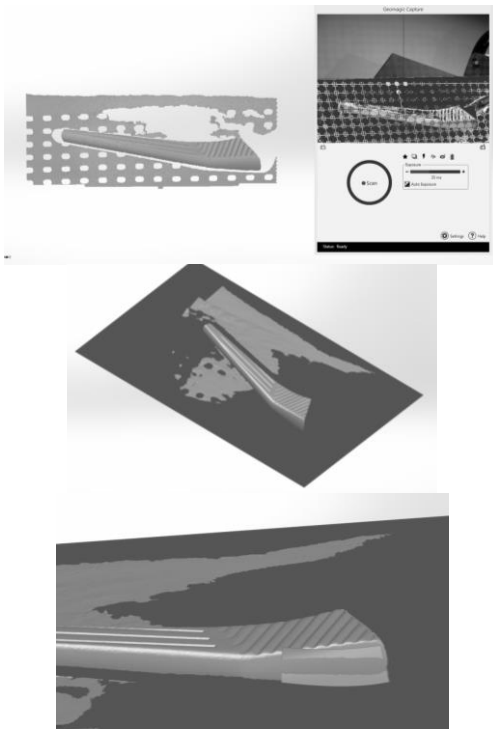 Geomagic Capture
Exposure
Scan
Auto Exposure
Settings
Help
Status: Ready